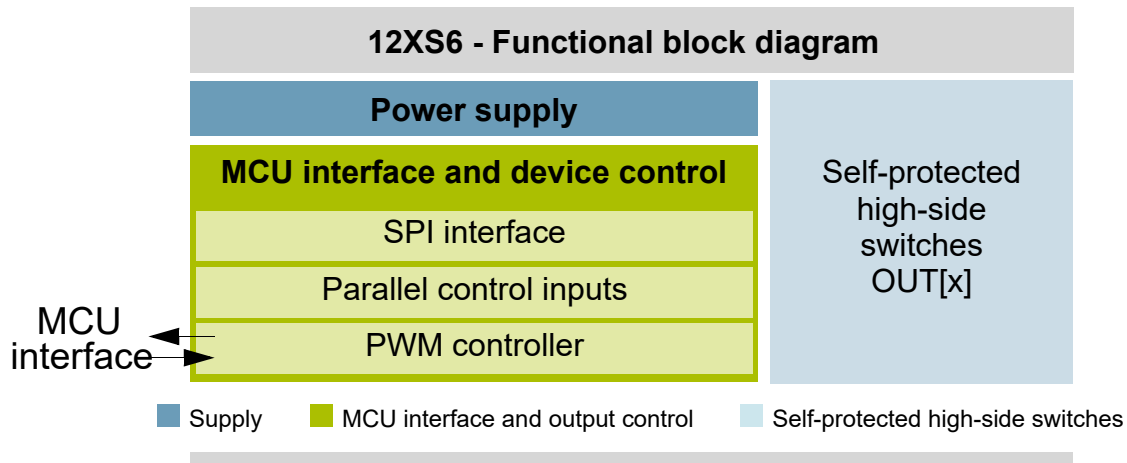 12XS6 - Functional block diagram
Power supply
MCU interface and device control
SPI interface
Parallel control inputs
PWM controller
Self-protected
high-side
switches
OUT[x]
MCU
interface
Supply
MCU interface and output control
Self-protected high-side switches